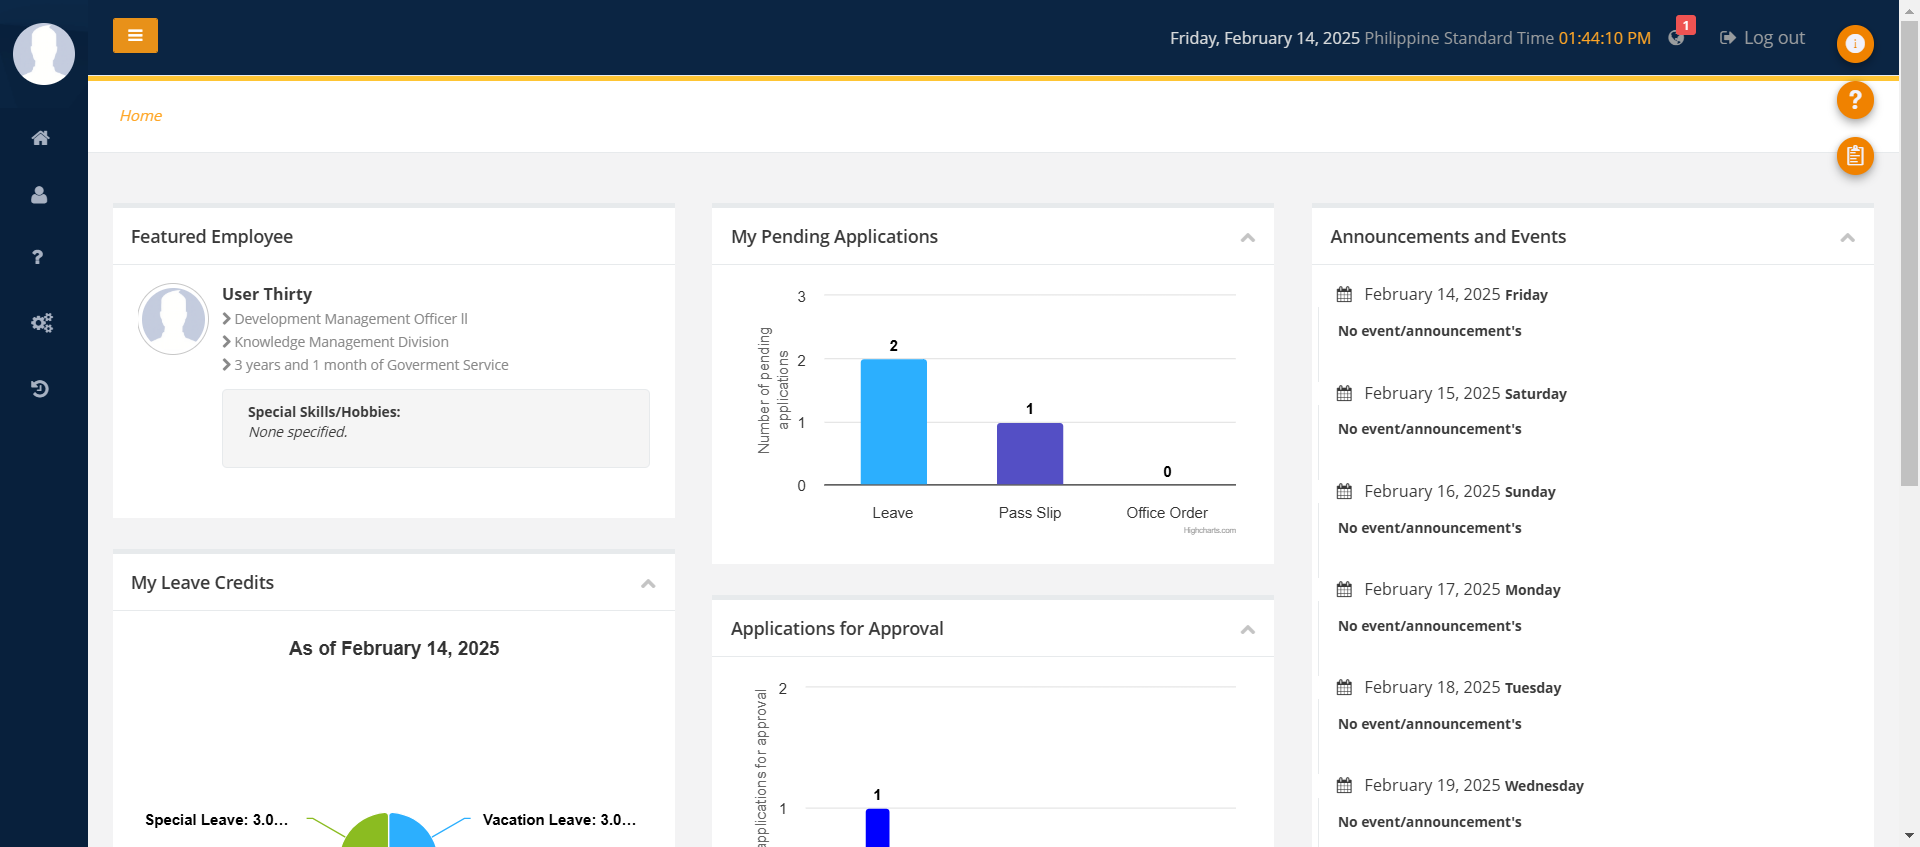 Friday, February 14, 2025 Philippine Standard Time 01:44:10 PM
1
Log out
Home
Featured Employee
User Thirty
Development Management Officer ll
Knowledge Management Division
3 years and 1 month of Goverment Service
Special Skills/Hobbies:
None specified.
My Leave Credits
As of February 14, 2025
Special Leave: 3.0...
Vacation Leave: 3.0...
My Pending Applications
Number of pending
applications
3
2
1
0
2
1
0
Leave
Pass Slip
Office Order
Highcharts.com
Applications for Approval
applications for approval
2
1
1
Announcements and Events
February 14, 2025 Friday
No event/announcement's
February 15, 2025 Saturday
No event/announcement's
February 16, 2025 Sunday
No event/announcement's
February 17, 2025 Monday
No event/announcement's
February 18, 2025 Tuesday
No event/announcement's
February 19, 2025 Wednesday
No event/announcement's